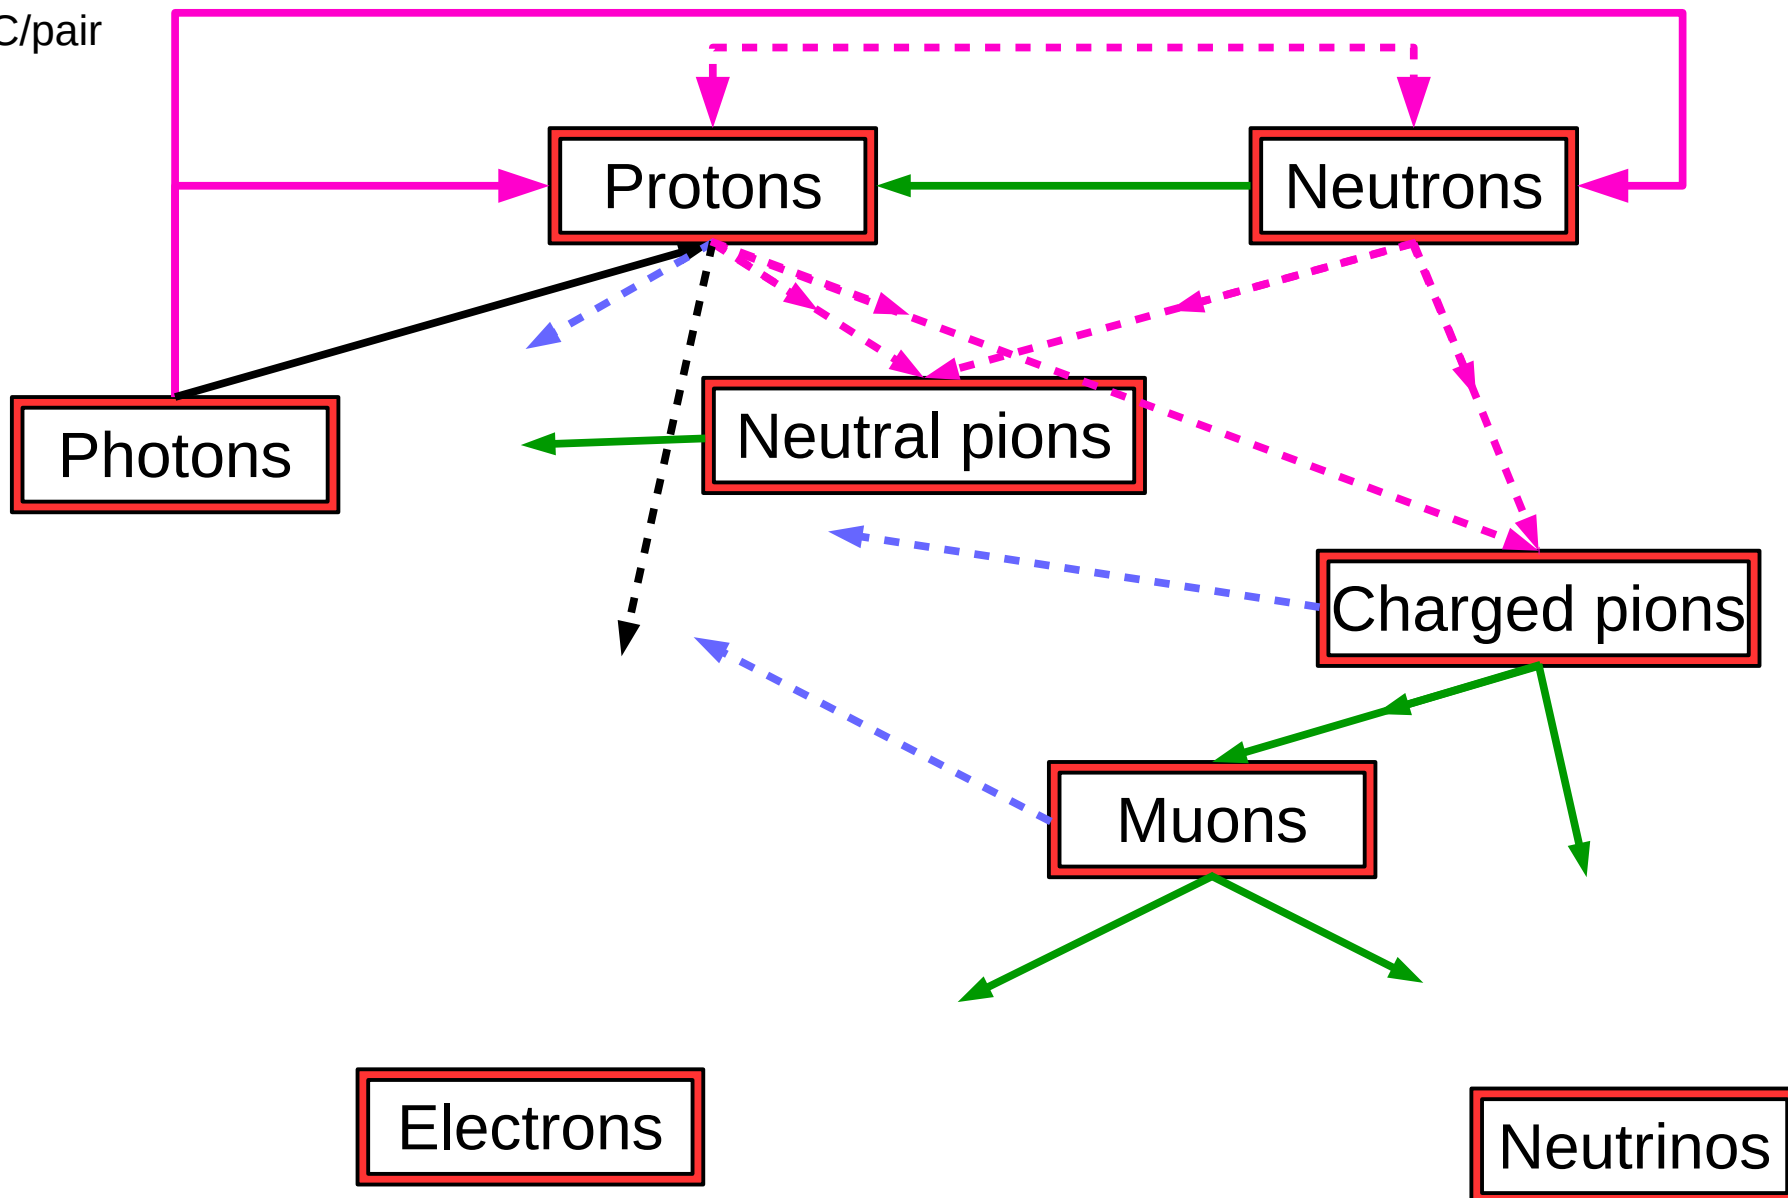 C/pair
Protons
Neutrons
Photons
Neutral pions
Charged pions
Muons
Electrons
Neutrinos